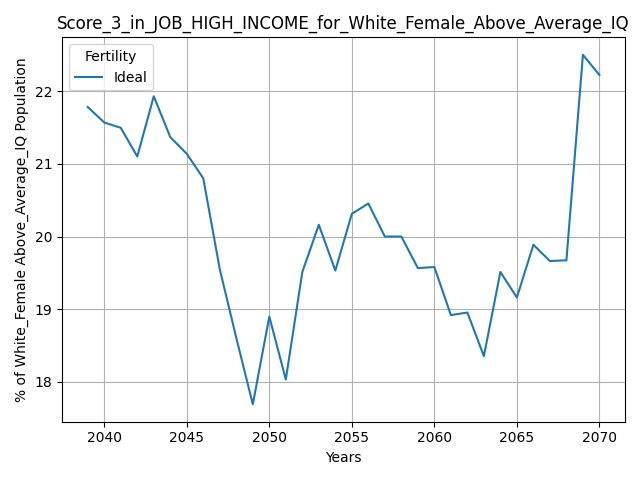 Score_3_in_JOB_HIGH_INCOME_for_White_Female_Above_Average_IQ
Fertility
Ideal
% of White_Female Above_Average_IQ Population
22
21
20
19
18
2040 2045 2050 2055 2060 2065 2070
Years